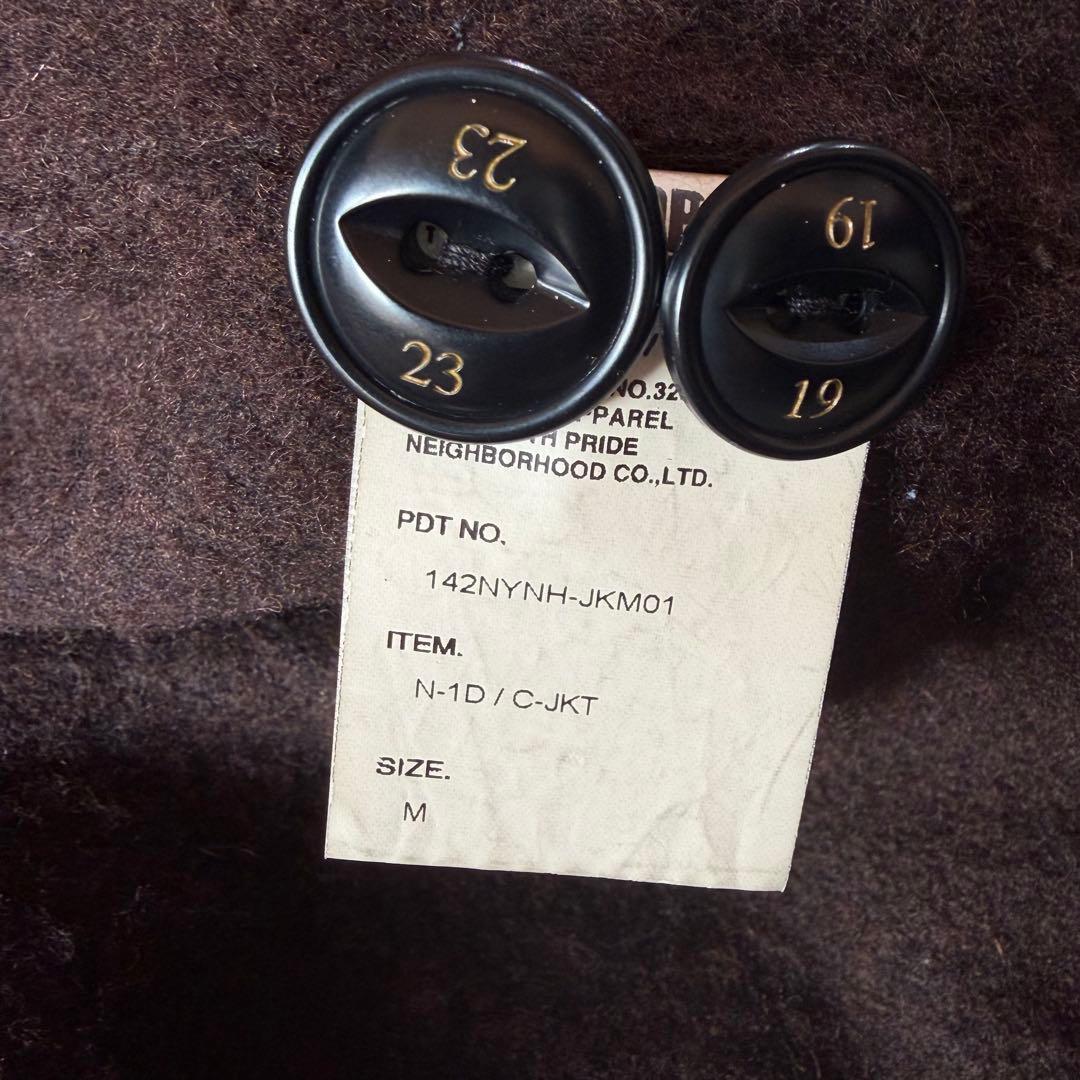 23
19
23
19
NO.32
PAREL
TH PRIDE
NEIGHBORHOOD CO.,LTD.
PDT NO.
142NYNH-JKM01
ITEM.
N-1D / C-JKT
SIZE.
M